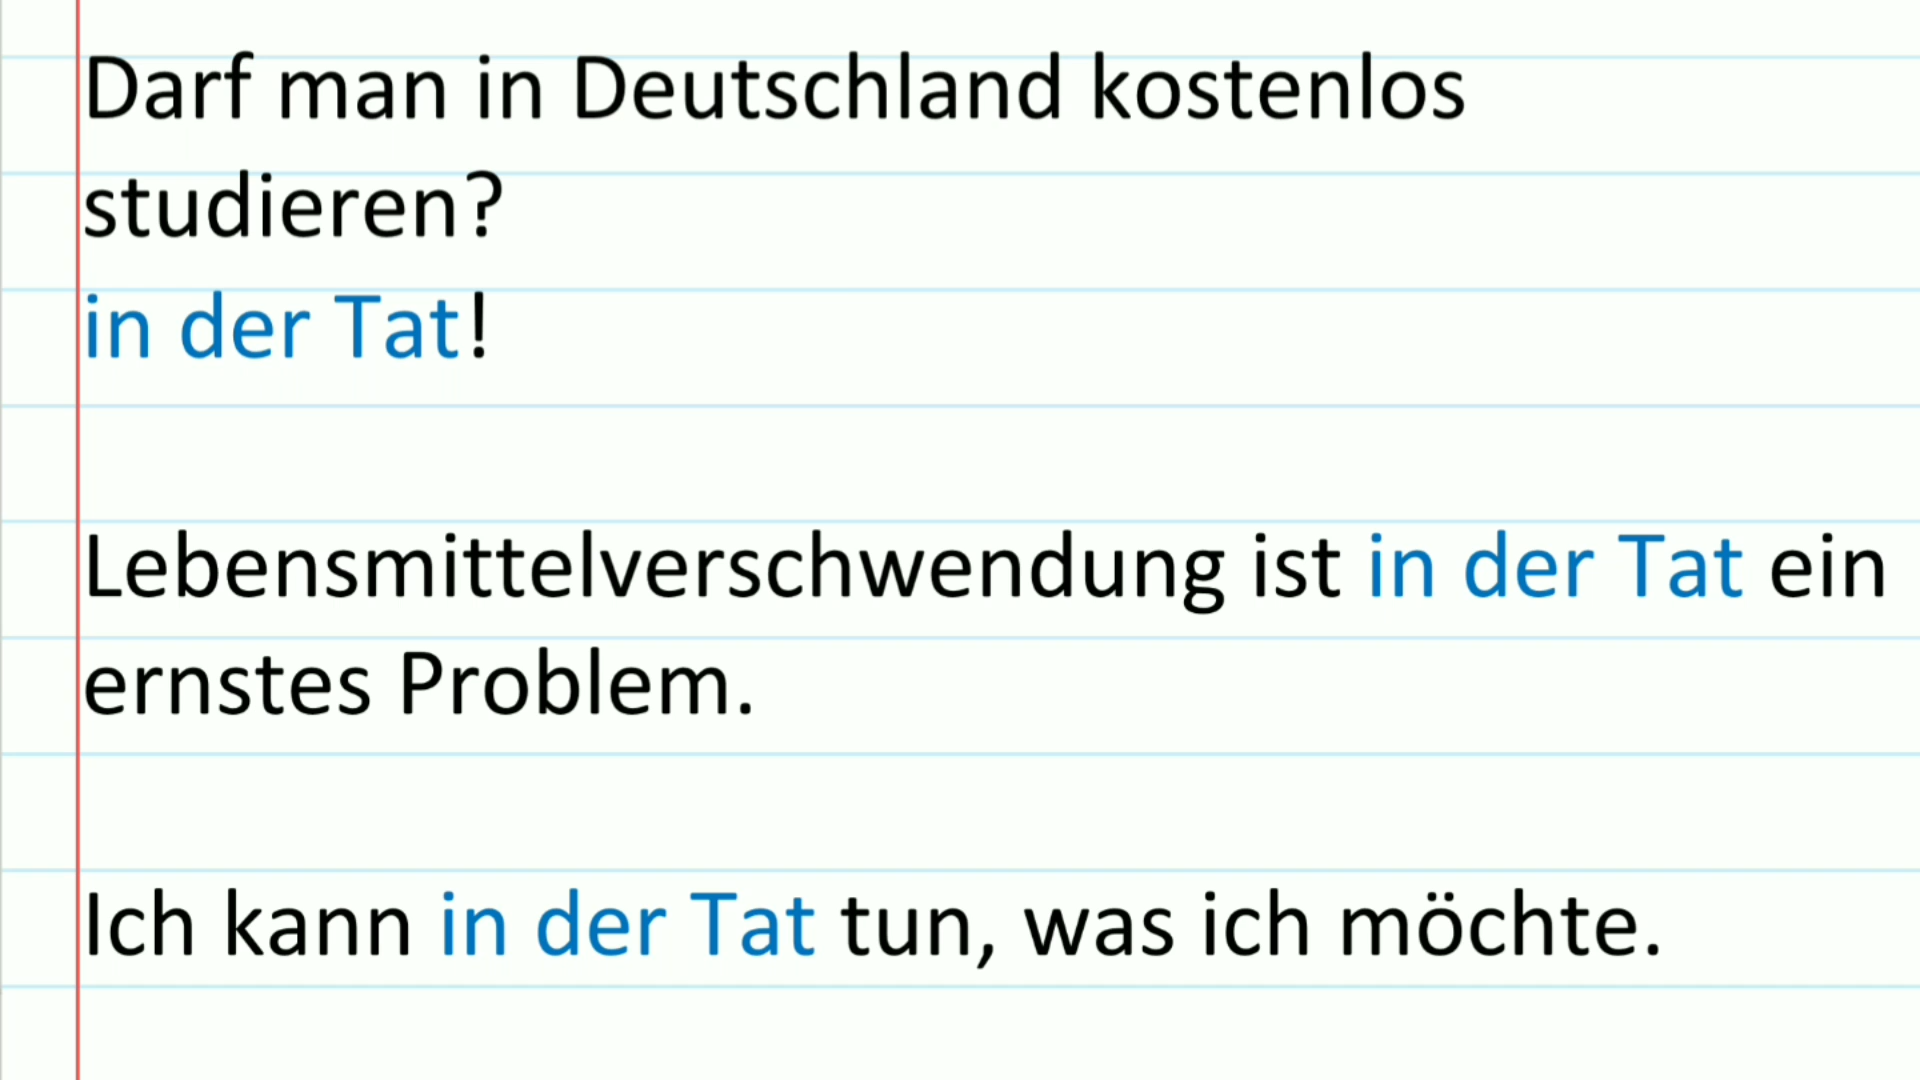 Darf man in Deutschland kostenlos
studieren?
in der Tat!
Lebensmittelverschwendung ist in der Tat ein
ernstes Problem.
Ich kann in der Tat tun, was ich möchte.